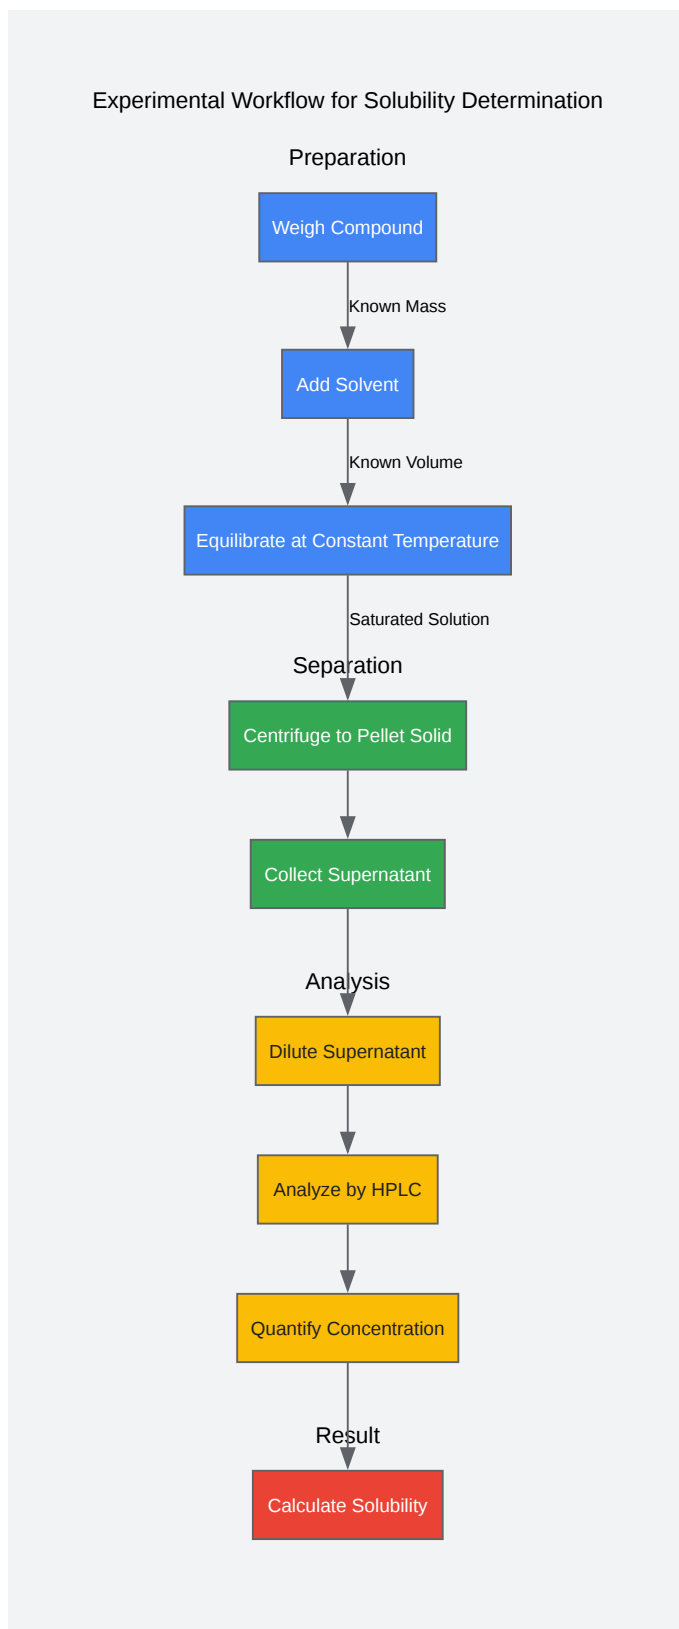 Experimental Workflow for Solubility Determination
Preparation
Weigh Compound
Known Mass
Add Solvent
Known Volume
Equilibrate at Constant Temperature
Saturated Solution
Separation
Centrifuge to Pellet Solid
Collect Supernatant
Analysis
Dilute Supernatant
Analyze by HPLC
Quantify Concentration
Result
Calculate Solubility